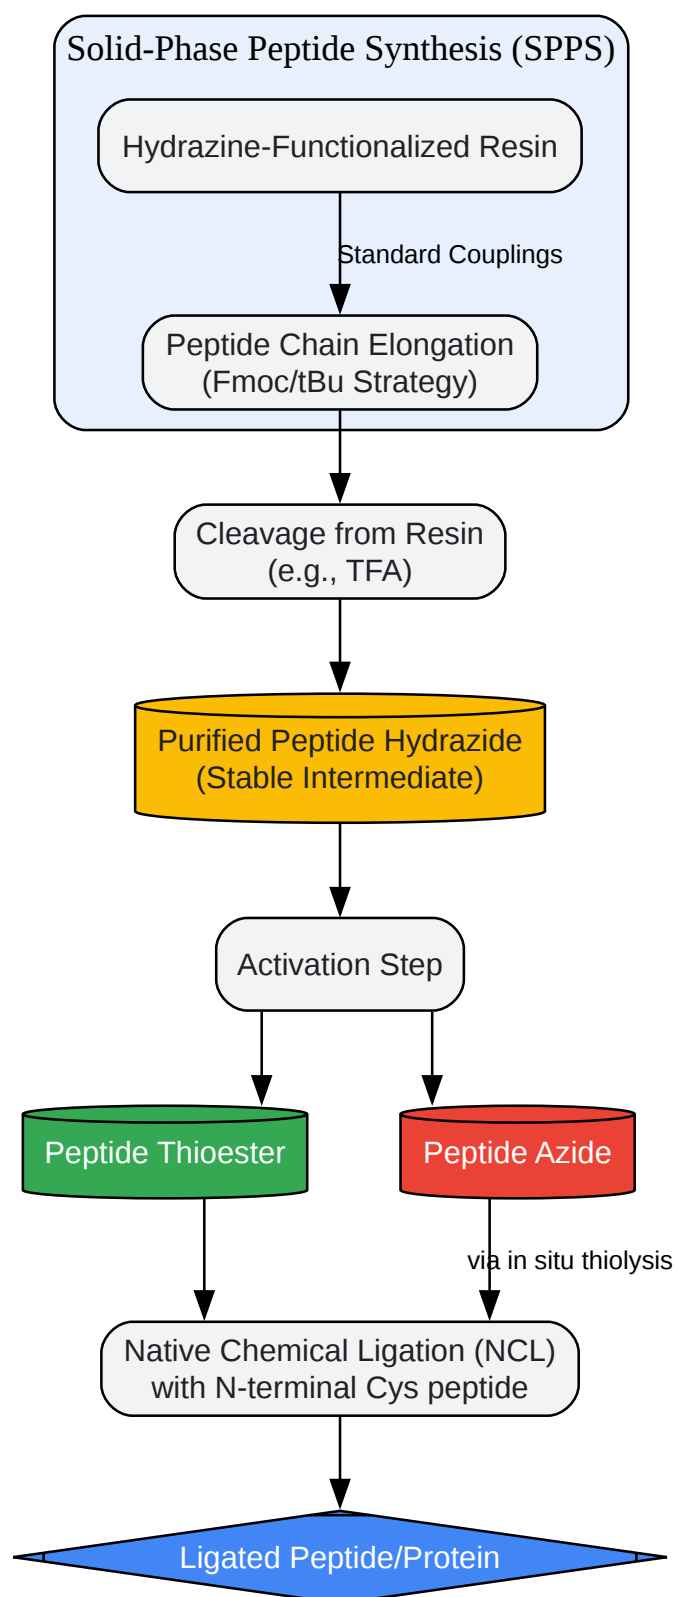 Solid-Phase Peptide Synthesis (SPPS)
Hydrazine-Functionalized Resin
Standard Couplings
Peptide Chain Elongation
(Fmoc/tBu Strategy)
Cleavage from Resin
(e.g., TFA)
Purified Peptide Hydrazide
(Stable Intermediate)
Activation Step
Peptide Thioester
Peptide Azide
via in situ thiolysis
Native Chemical Ligation (NCL)
with N-terminal Cys peptide
Ligated Peptide/Protein